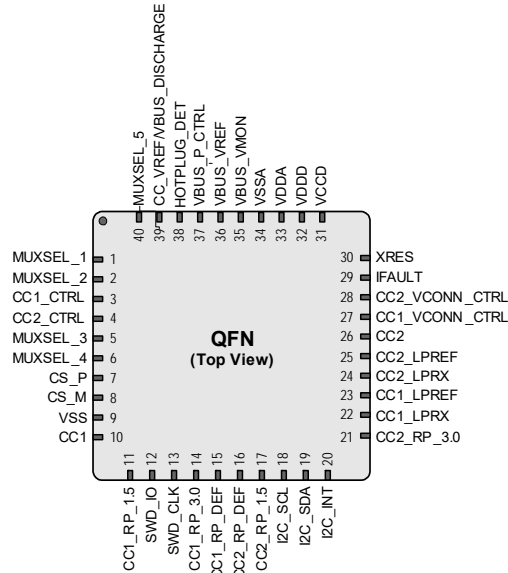 MUXSEL_5
CC_VREF/VBUS_DISCHARGE
HOTPLUG_DET
VBUS_P_CTRL
VBUS_VREF
VBUS_VMON
VSSA
VDDA
VDDD
VCCD
40 39 38 37 36 35 34 33 32 31
MUXSEL_1 1
MUXSEL_2 2
CC1_CTRL 3
CC2_CTRL 4
MUXSEL_3 5
MUXSEL_4 6
CS_P 7
CS_M 8
VSS 9
CC1 10
QFN
(Top View)
30 XRES
29 IFAULT
28 CC2_VCONN_CTRL
27 CC1_VCONN_CTRL
26 CC2
25 CC2_LPREF
24 CC2_LPRX
23 CC1_LPREF
22 CC1_LPRX
21 CC2_RP_3.0
11 12 13 14 15 16 17 18 19 20
CC1_RP_1.5
SWD_IO
SWD_CLK
CC1_RP_3.0
CC1_RP_DEF
CC2_RP_DEF
CC2_RP_1.5
I2C_SCL
I2C_SDA
I2C_INT